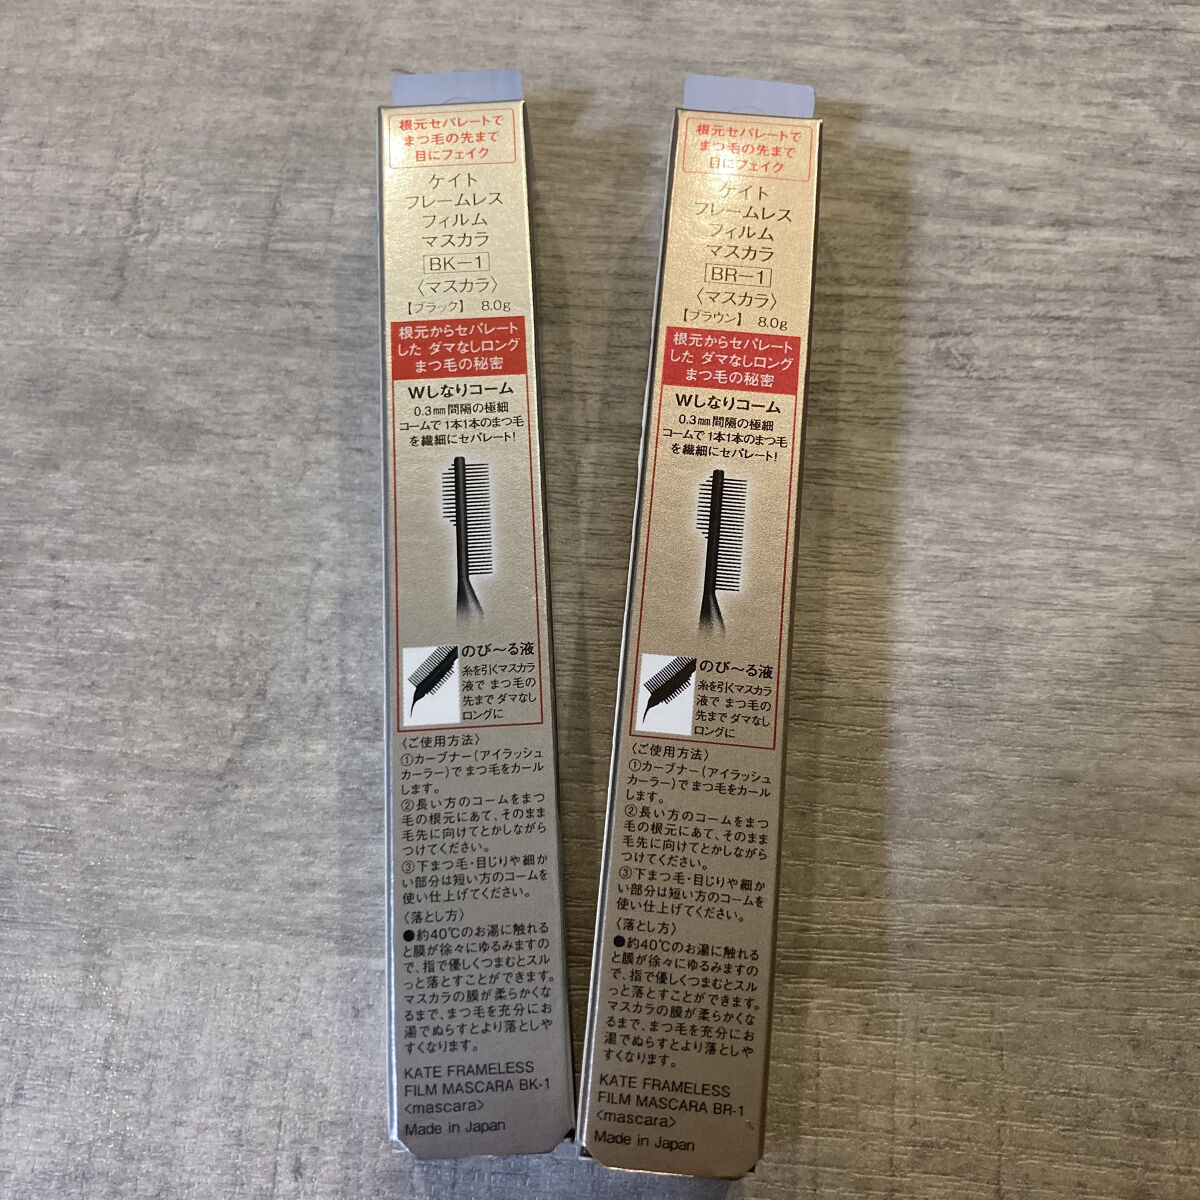 根元セパレートで
まつ毛の先まで
目にフェイク
ケイト
フレームレス
フィルム
マスカラ
BK-1
〈マスカラ〉
【ブラック】 8.0g
根元からセパレート
した ダマなしロング
まつ毛の秘密
Wしなりコーム
0.3㎜間隔の極細
コームで 1本1本のまつ毛
を繊細にセパレート!
のび〜る液
糸を引くマスカラ
液で まつ毛の
先まで ダマなし
ロングに
〈ご使用方法〉
①カーブナー(アイラッシュ
カーラー)で まつ毛をカール
します。
②長い方のコームをまつ
毛の根元にあて、そのまま
毛先に向けてとかしながら
つけてください。
③下まつ毛・目じりや細か
い部分は短い方のコームを
使い仕上げてください。
〈落とし方〉
●約40℃のお湯に触れる
と膜が徐々にゆるみますの
で、指で優しくつまむとスル
っと落とすことができます。
マスカラの膜が柔らかくな
るまで、まつ毛を充分にお
湯でぬらすとより落としや
すくなります。
KATE FRAMELESS
FILM MASCARA BK-1
<mascara>
Made in Japan
根元セパレートで
まつ毛の先まで
目にフェイク
ケイト
フレームレス
フィルム
マスカラ
BR-1
〈マスカラ〉
【ブラウン】 8.0g
根元からセパレート
した ダマなしロング
まつ毛の秘密
Wしなりコーム
0.3㎜間隔の極細
コームで 1本1本のまつ毛
を繊細にセパレート!
のび〜る液
糸を引くマスカラ
液で まつ毛の
先まで ダマなし
ロングに
〈ご使用方法〉
①カーブナー(アイラッシュ
カーラー)で まつ毛をカール
します。
②長い方のコームをまつ
毛の根元にあて、そのまま
毛先に向けてとかしながら
つけてください。
③下まつ毛・目じりや細か
い部分は短い方のコームを
使い仕上げてください。
〈落とし方〉
●約40℃のお湯に触れる
と膜が徐々にゆるみますの
で、指で優しくつまむとスル
っと落とすことができます。
マスカラの膜が柔らかくな
るまで、まつ毛を充分にお
湯でぬらすとより落としや
すくなります。
KATE FRAMELESS
FILM MASCARA BR-1
<mascara>
Made in Japan